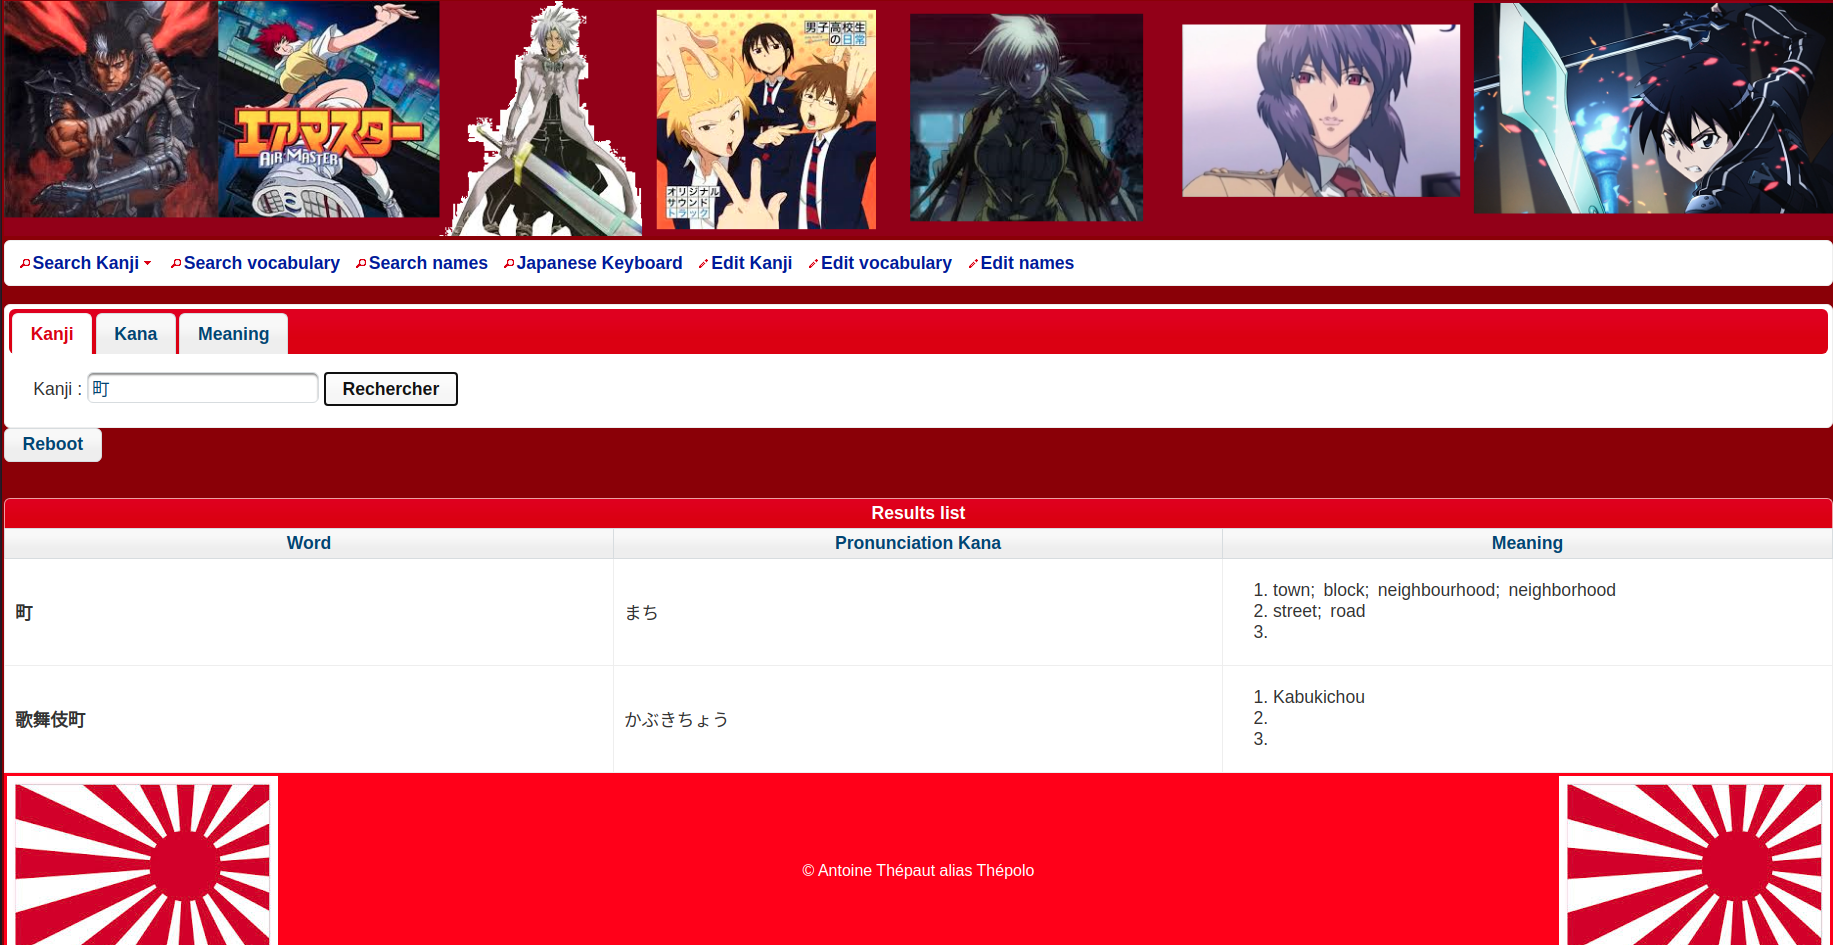 エアマスター
AIR MASTER
男子高校生
の日常
オリジナル
サウンド
トラック
Search Kanji Search vocabulary Search names Japanese Keyboard Edit Kanji Edit vocabulary Edit names
Kanji Kana Meaning
Kanji : 町 Rechercher
Reboot
Results list
Word Pronunciation Kana Meaning
町 まち
1. town; block; neighbourhood; neighborhood
2. street; road
3.
歌舞伎町 かぶきちょう
1. Kabukichou
2.
3.
© Antoine Thépaut alias Thépolo